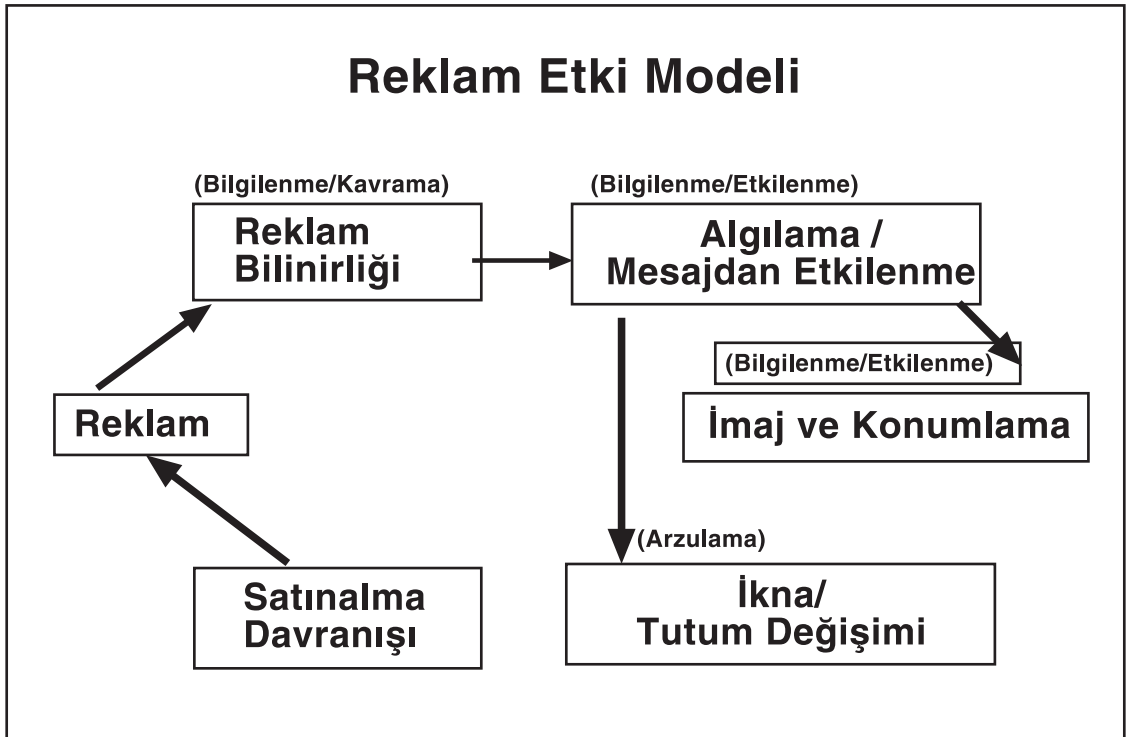 Reklam Etki Modeli
(Bilgilenme/Kavrama)
Reklam
Bilinirliği
(Bilgilenme/Etkilenme)
Algılama /
Mesajdan Etkilenme
(Bilgilenme/Etkilenme)
İmaj ve Konumlama
Reklam
(Arzulama)
İkna/
Tutum Değişimi
Satınalma
Davranışı